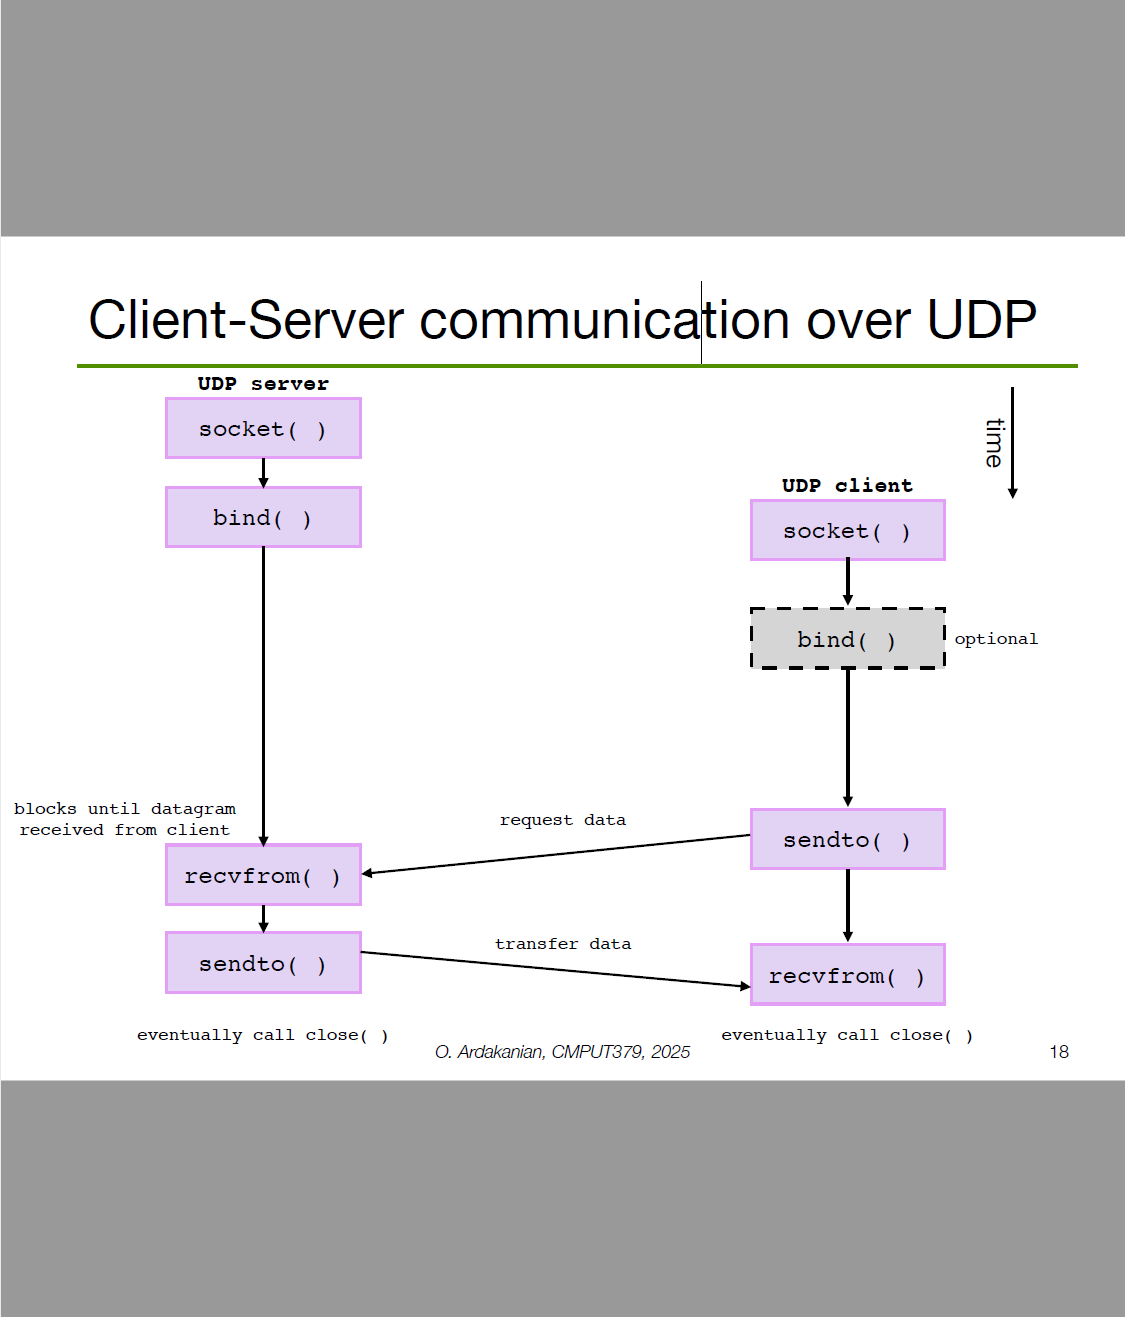 Client-Server communication over UDP
UDP server
socket( )
bind( )
time
UDP client
socket( )
bind( )
optional
blocks until datagram
received from client
request data
sendto( )
recvfrom( )
transfer data
sendto( )
recvfrom( )
eventually call close( )
eventually call close( )
O. Ardakanian, CMPUT379, 2025
18